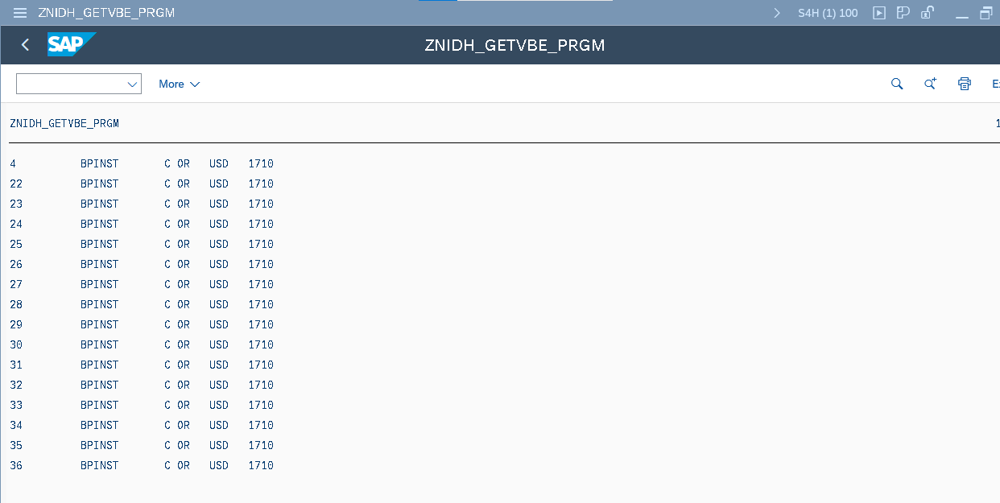 ZNIDH_GETVBE_PRGM
S4H (1) 100
SAP
ZNIDH_GETVBE_PRGM
More
ZNIDH_GETVBE_PRGM 1
4 BPINST C OR USD 1710
22 BPINST C OR USD 1710
23 BPINST C OR USD 1710
24 BPINST C OR USD 1710
25 BPINST C OR USD 1710
26 BPINST C OR USD 1710
27 BPINST C OR USD 1710
28 BPINST C OR USD 1710
29 BPINST C OR USD 1710
30 BPINST C OR USD 1710
31 BPINST C OR USD 1710
32 BPINST C OR USD 1710
33 BPINST C OR USD 1710
34 BPINST C OR USD 1710
35 BPINST C OR USD 1710
36 BPINST C OR USD 1710